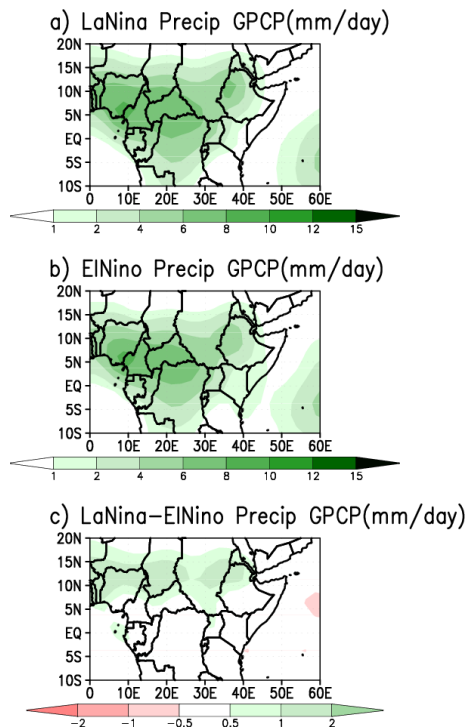 a) LaNina Precip GPCP(mm/day)
20N
15N
10N
5N
EQ
5S
10S
0 10E 20E 30E 40E 50E 60E
1 2 4 6 8 10 12 15
b) ElNino Precip GPCP(mm/day)
20N
15N
10N
5N
EQ
5S
10S
0 10E 20E 30E 40E 50E 60E
1 2 4 6 8 10 12 15
c) LaNina-ElNino Precip GPCP(mm/day)
20N
15N
10N
5N
EQ
5S
10S
0 10E 20E 30E 40E 50E 60E
-2 -1 -0.5 0.5 1 2